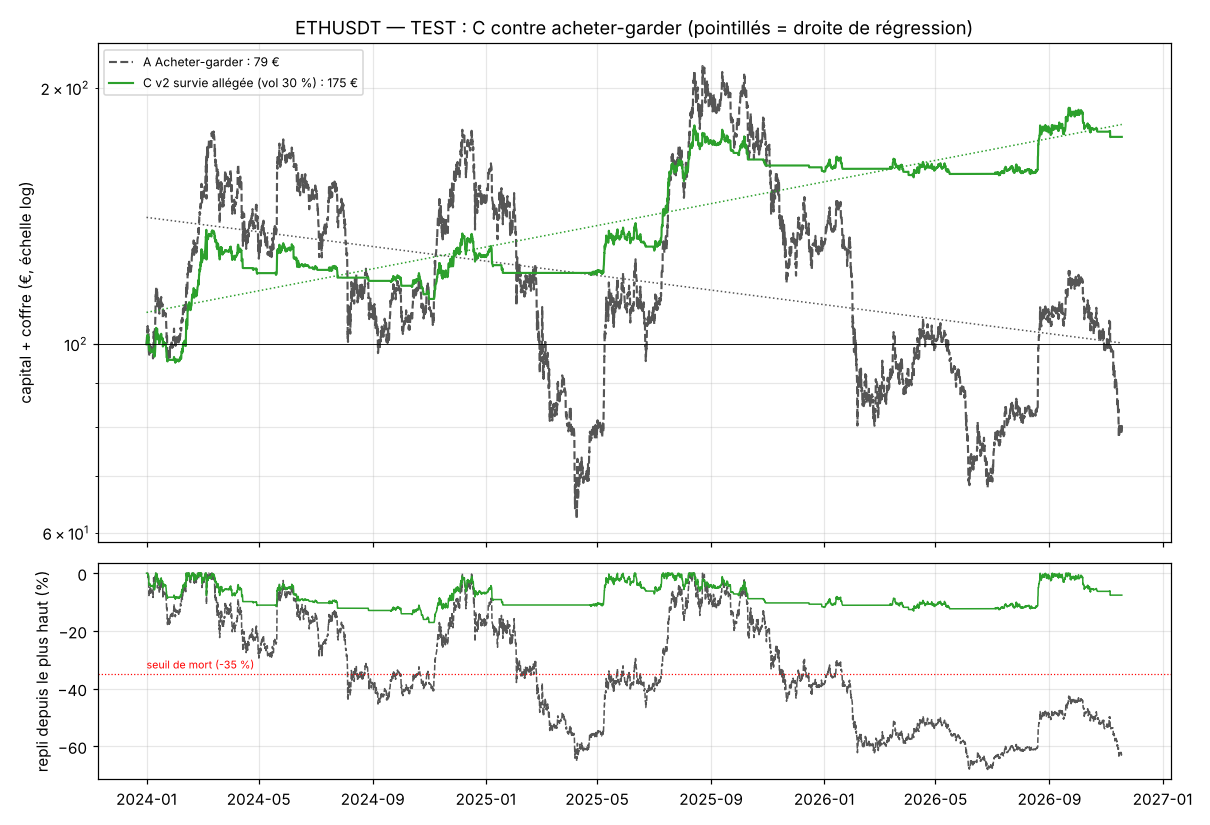 ETHUSDT — TEST : C contre acheter-garder (pointillés = droite de régression)
A Acheter-garder : 79 €
C v2 survie allégée (vol 30 %) : 175 €
capital + coffre (€, échelle log)
2 × 10²
10²
6 × 10¹
repli depuis le plus haut (%)
0
−20
−40
−60
seuil de mort (-35 %)
2024-01
2024-05
2024-09
2025-01
2025-05
2025-09
2026-01
2026-05
2026-09
2027-01